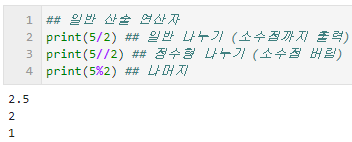 1 ## 일반 산술 연산자
2 print(5/2) ## 일반 나누기 (소수점까지 출력)
3 print(5//2) ## 정수형 나누기 (소수점 버림)
4 print(5%2) ## 나머지
2.5
2
1